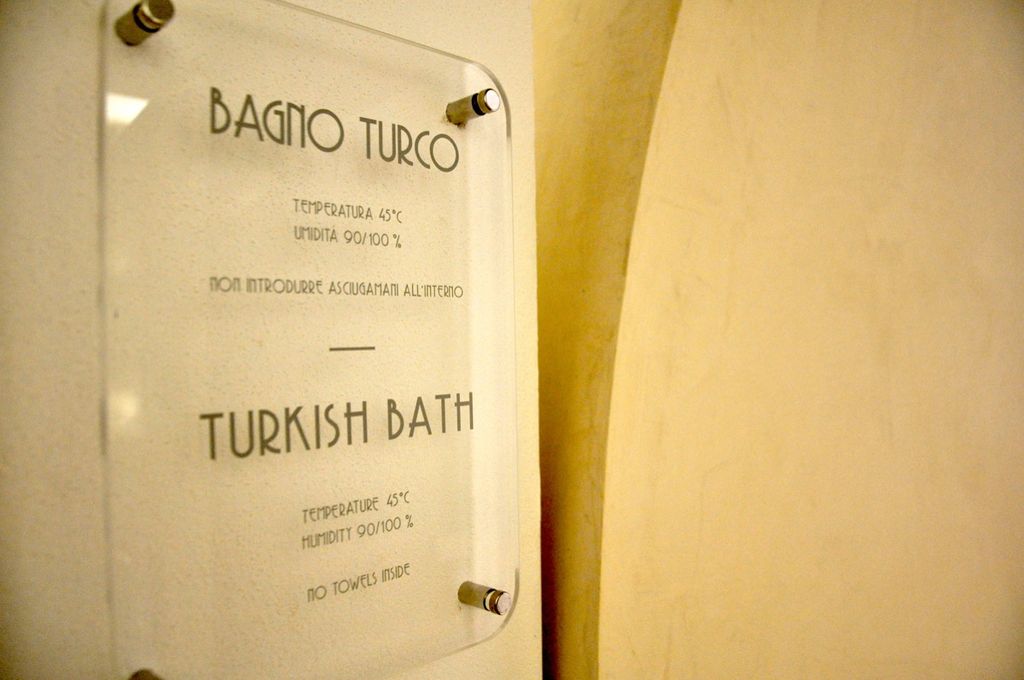 BAGNO TURCO
TEMPERATURA 45°C
UMIDITÀ 90/100 %
NON INTRODURRE ASCIUGAMANI ALL'INTERNO
TURKISH BATH
TEMPERATURE 45°C
HUMIDITY 90/100 %
NO TOWELS INSIDE